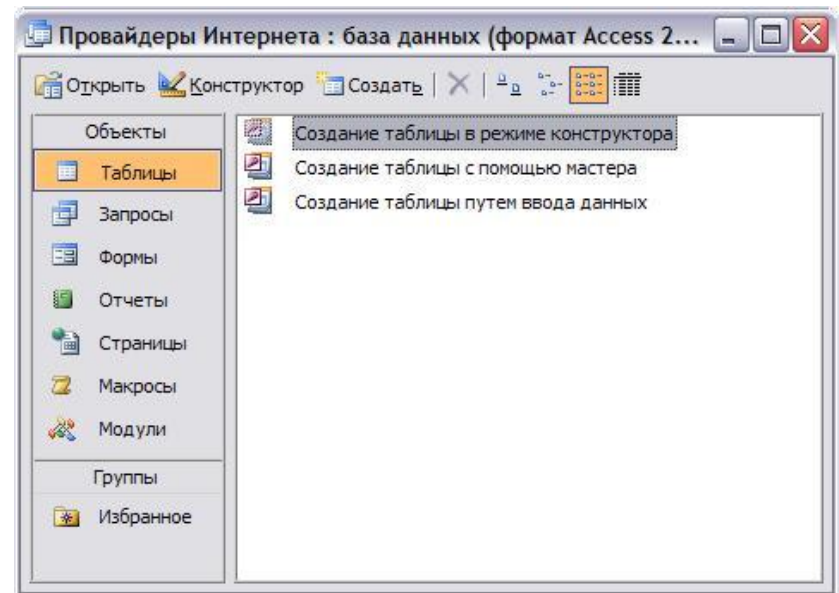 Провайдеры Интернета : база данных (формат Access 2...
Открыть Конструктор Создать
Объекты
Таблицы
Запросы
Формы
Отчеты
Страницы
Макросы
Модули
Группы
Избранное
Создание таблицы в режиме конструктора
Создание таблицы с помощью мастера
Создание таблицы путем ввода данных